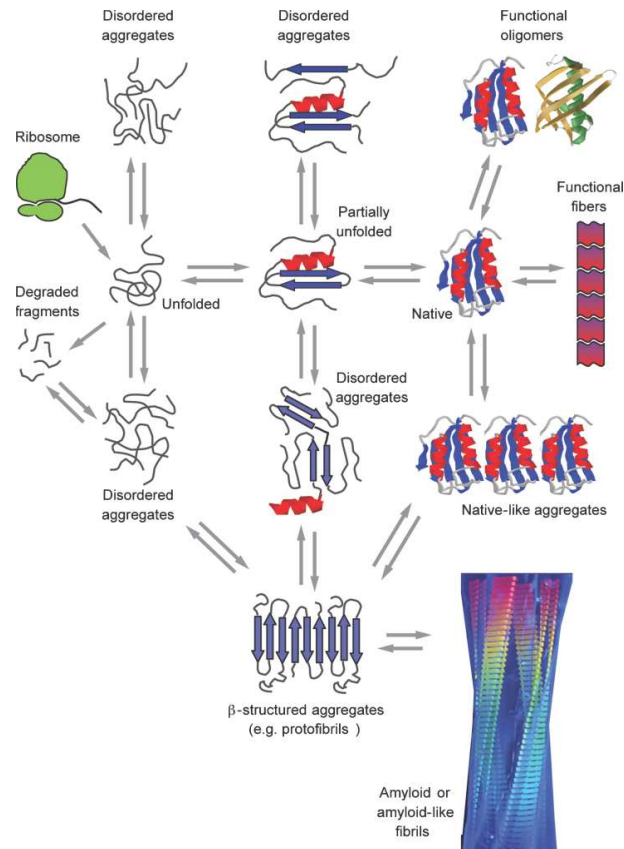 Disordered
aggregates
Disordered
aggregates
Functional
oligomers
Ribosome
Functional
fibers
Partially
unfolded
Degraded
fragments
Unfolded
Native
Disordered
aggregates
Disordered
aggregates
Native-like aggregates
β-structured aggregates
(e.g. protofibrils )
Amyloid or
amyloid-like
fibrils